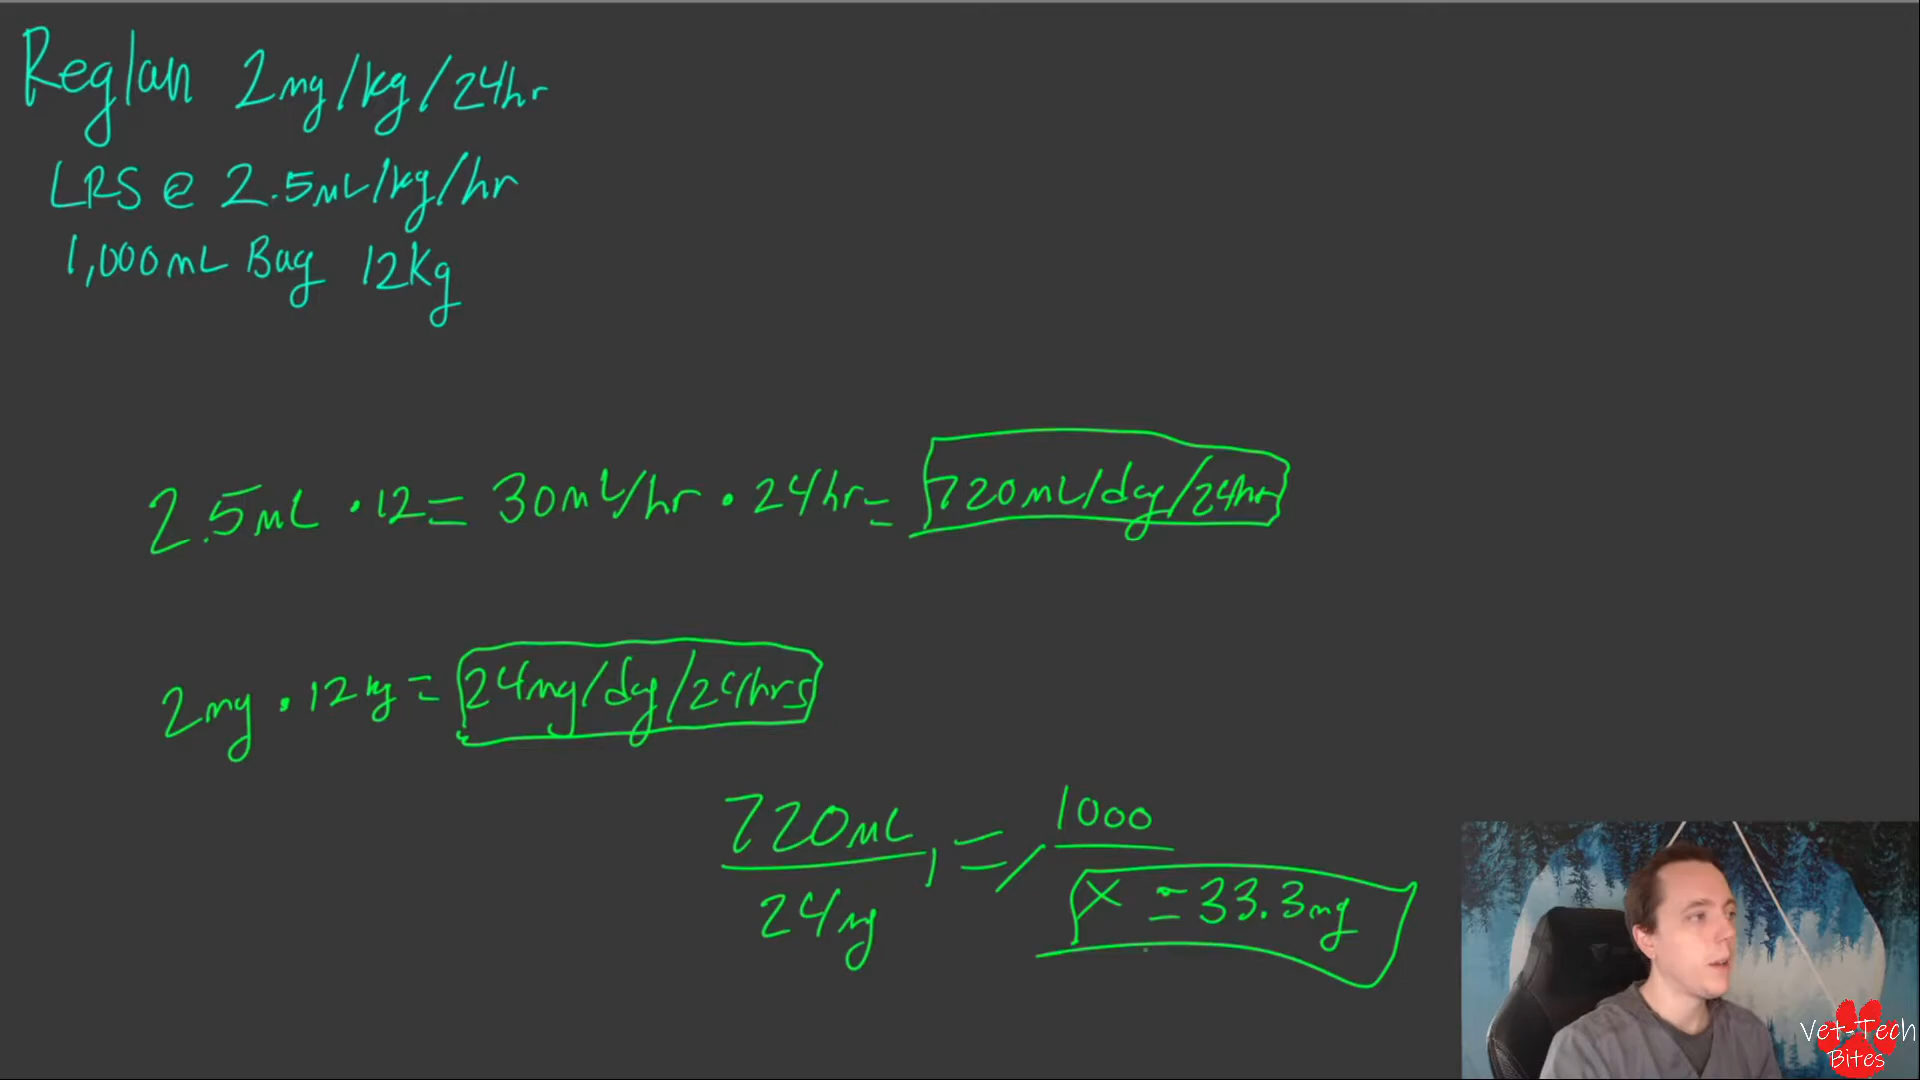 Reglan 2mg/kg/24hr
LRS @ 2.5mL/kg/hr
1,000mL Bag 12Kg
2.5mL · 12 = 30mL/hr · 24hr = 720mL/day/24hr
2mg · 12kg = 24mg/day/24hrs
720mL = 1000
24mg x = 33.3mg
Vet-Tech
Bites